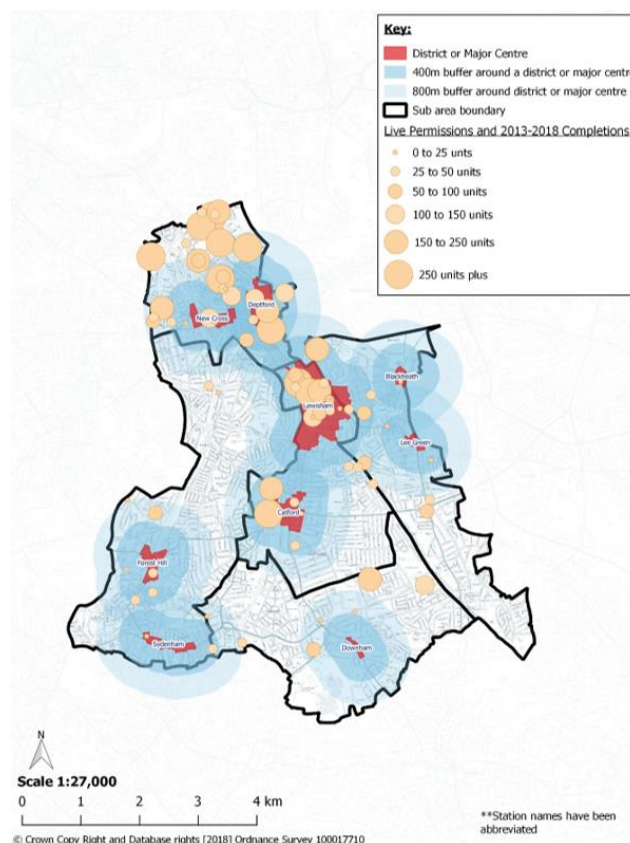 Key:
District or Major Centre
400m buffer around a district or major centre
800m buffer around district or major centre
Sub area boundary
Live Permissions and 2013-2018 Completions
0 to 25 unts
25 to 50 units
50 to 100 units
100 to 150 units
150 to 250 units
250 units plus
Deptford
New Cross
Blackheath
Lewisham
Lee Green
Catford
Forest Hill
Sydenham
Downham
N
Scale 1:27,000
0 1 2 3 4 km
**Station names have been
abbreviated
© Crown Copy Right and Database rights [2018] Ordnance Survey 100017710